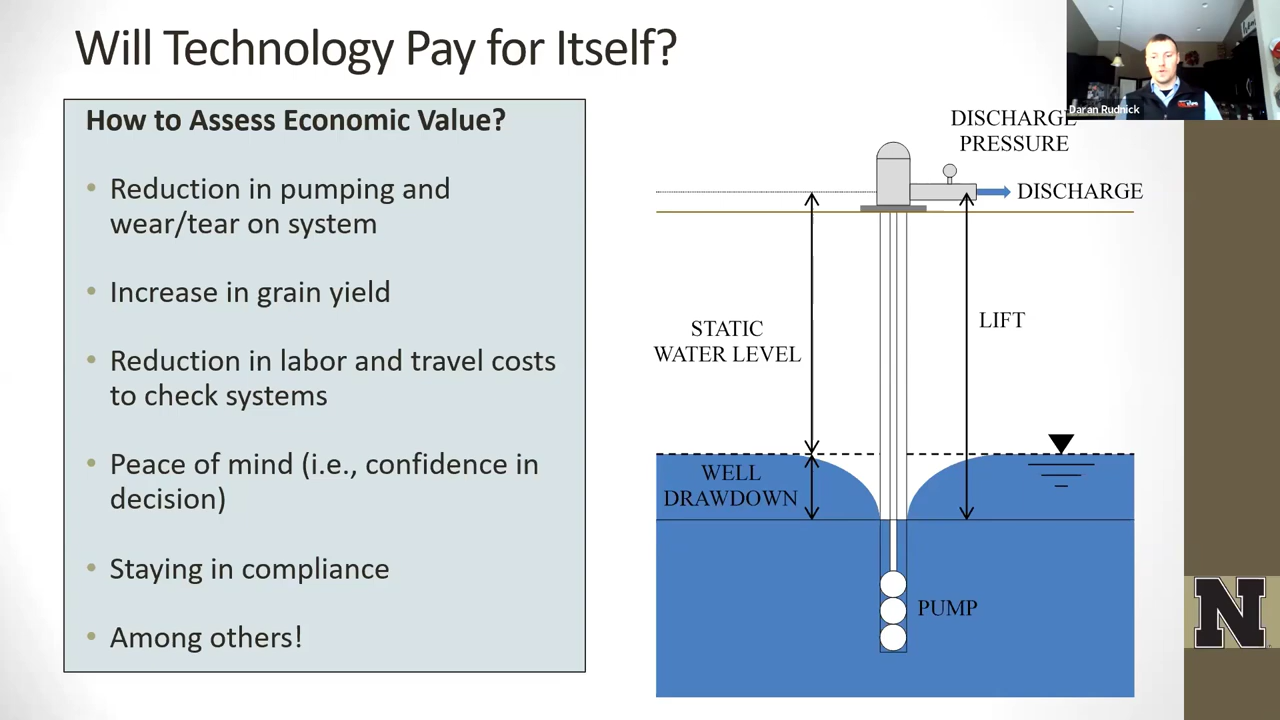 Will Technology Pay for Itself?
How to Assess Economic Value?
• Reduction in pumping and
wear/tear on system
• Increase in grain yield
• Reduction in labor and travel costs
to check systems
• Peace of mind (i.e., confidence in
decision)
• Staying in compliance
• Among others!
Daran Rudnick
DISCHARGE
PRESSURE
DISCHARGE
STATIC
WATER LEVEL
LIFT
WELL
DRAWDOWN
PUMP
N